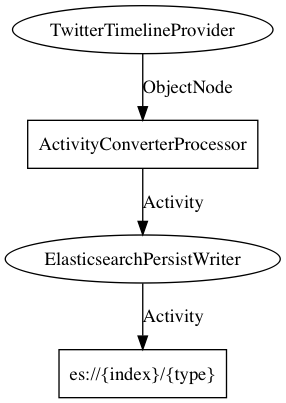 TwitterTimelineProvider
ObjectNode
ActivityConverterProcessor
Activity
ElasticsearchPersistWriter
Activity
es://{index}/{type}